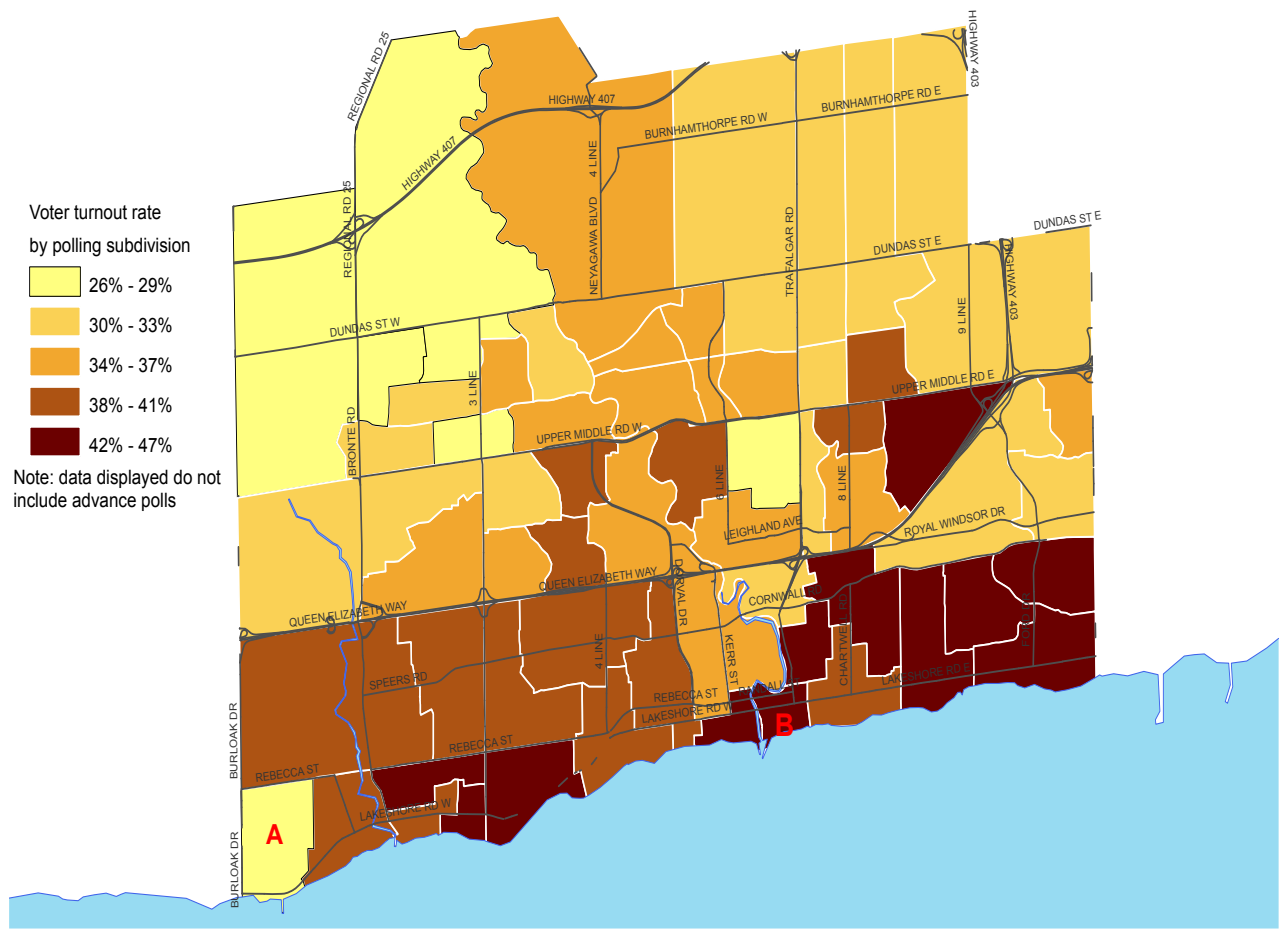 REGIONAL RD 25
HIGHWAY 403
HIGHWAY 407
BURNHAMTHORPE RD E
BURNHAMTHORPE RD W
4 LINE
HIGHWAY 407
Voter turnout rate
by polling subdivision
26% - 29%
30% - 33%
34% - 37%
38% - 41%
42% - 47%
Note: data displayed do not
include advance polls
REGIONAL RD 25
NEYAGAWA BLVD
TRAFALGAR RD
DUNDAS ST E
DUNDAS ST E
HIGHWAY 403
9 LINE
DUNDAS ST W
3 LINE
UPPER MIDDLE RD E
BRONTE RD
UPPER MIDDLE RD W
6 LINE
8 LINE
LEIGHLAND AVE
ROYAL WINDSOR DR
QUEEN ELIZABETH WAY
QUEEN ELIZABETH WAY
DORVAL DR
CORNWALL RD
CHARTWELL RD
FORD DR
4 LINE
KERR ST
SPEERS RD
REBECCA ST
RANDALL ST
LAKESHORE RD E
LAKESHORE RD W
B
BURLOAK DR
REBECCA ST
REBECCA ST
LAKESHORE RD W
A
BURLOAK DR